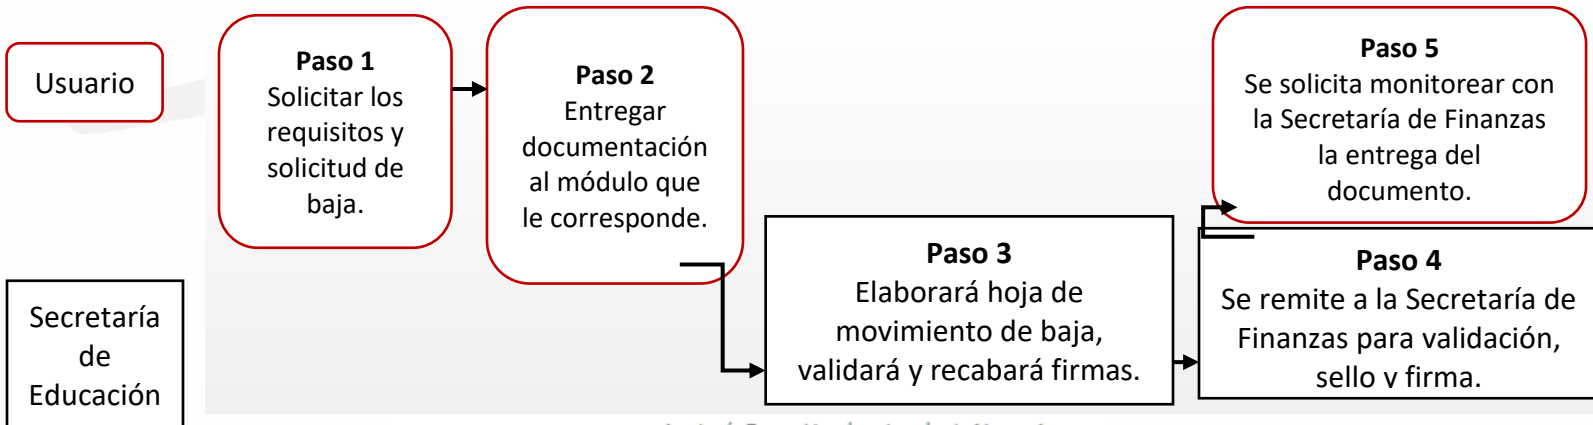 Usuario
Paso 1
Solicitar los
requisitos y
solicitud de
baja.
Paso 2
Entregar
documentación
al módulo que
le corresponde.
Paso 5
Se solicita monitorear con
la Secretaría de Finanzas
la entrega del
documento.
Secretaría
de
Educación
Paso 3
Elaborará hoja de
movimiento de baja,
validará y recabará firmas.
Paso 4
Se remite a la Secretaría de
Finanzas para validación,
sello y firma.